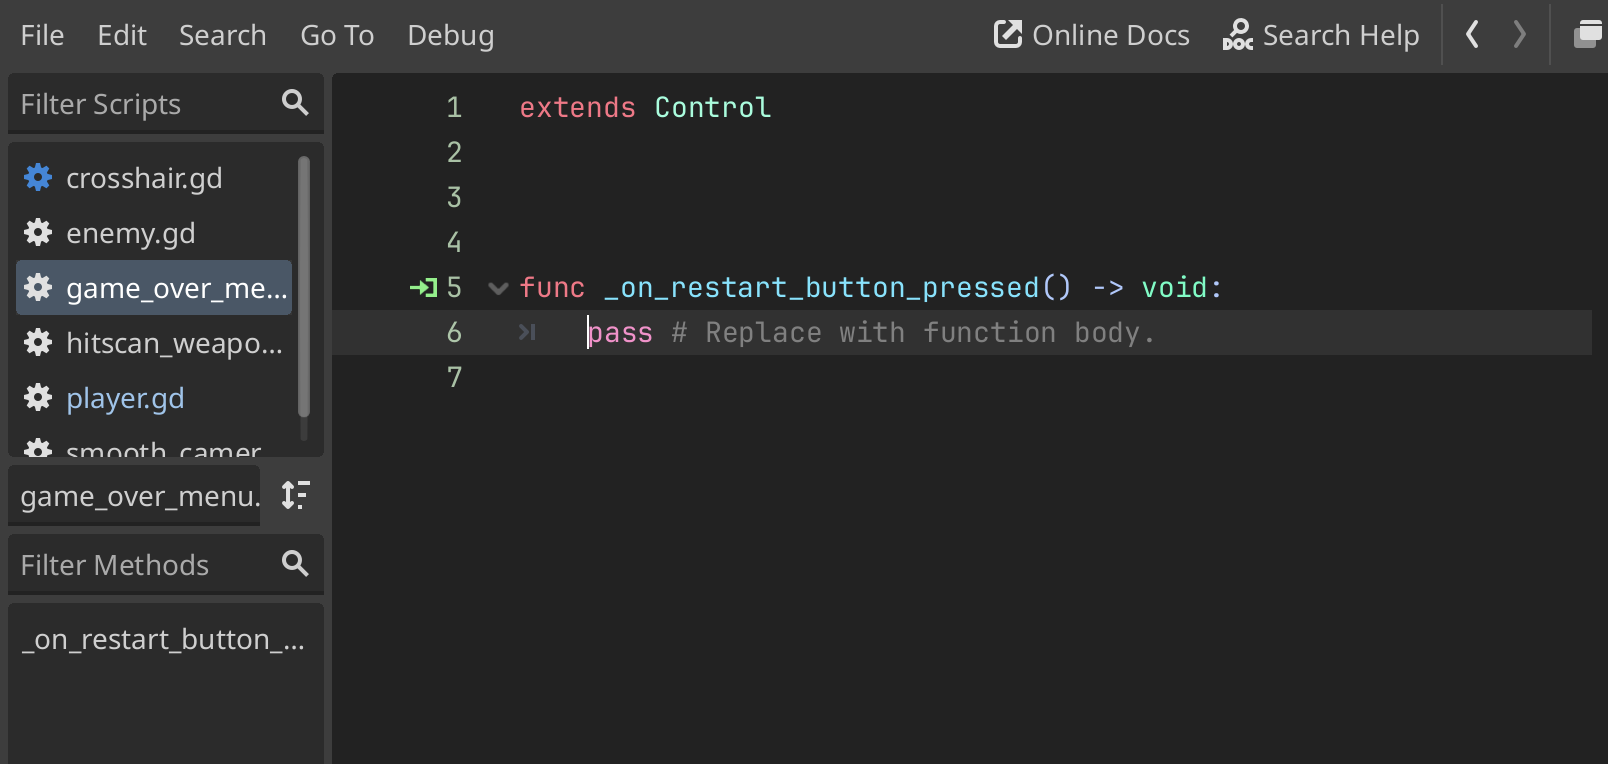 File Edit Search Go To Debug Online Docs DOC Search Help
Filter Scripts
crosshair.gd
enemy.gd
game_over_me...
hitscan_weapo...
player.gd
smooth_camer
game_over_menu.
Filter Methods
_on_restart_button_...
1 extends Control
2
3
4
5 func _on_restart_button_pressed() -> void:
6 pass # Replace with function body.
7